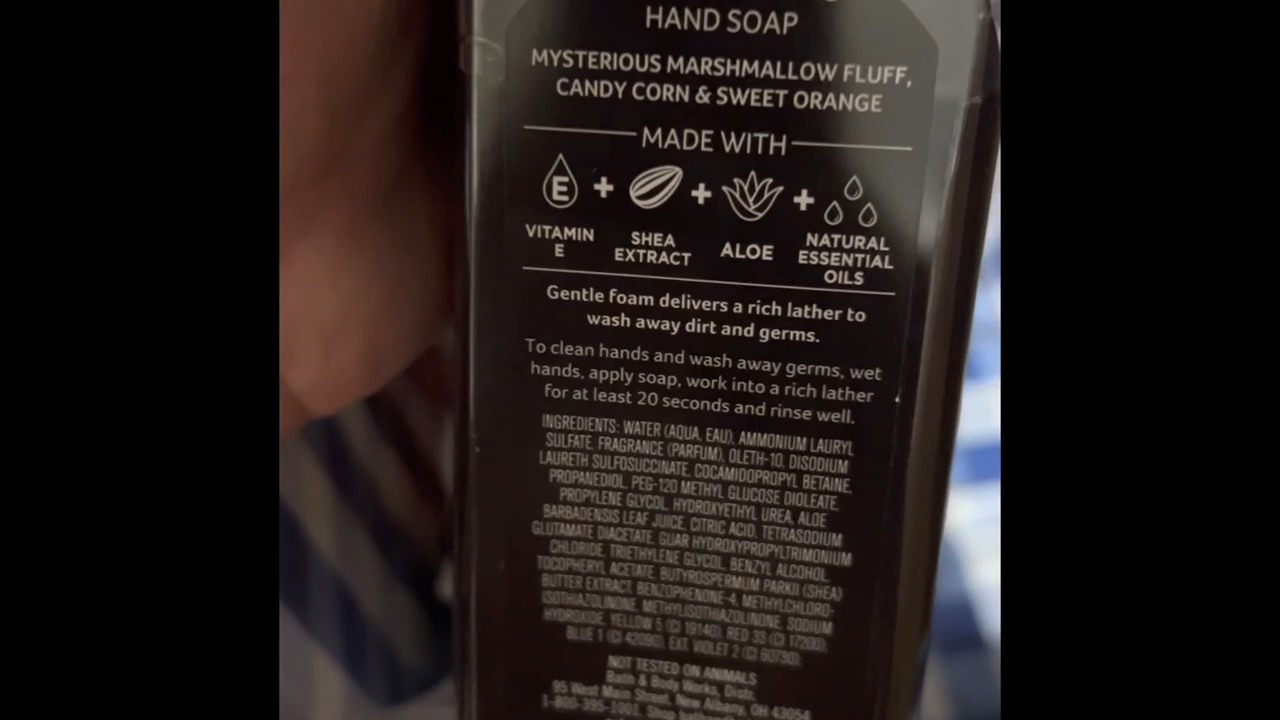 HAND SOAP
MYSTERIOUS MARSHMALLOW FLUFF,
CANDY CORN & SWEET ORANGE
MADE WITH
E + + +
VITAMIN E
SHEA EXTRACT
ALOE
NATURAL ESSENTIAL OILS
Gentle foam delivers a rich lather to
wash away dirt and germs.
To clean hands and wash away germs, wet
hands, apply soap, work into a rich lather
for at least 20 seconds and rinse well.
INGREDIENTS: WATER (AQUA, EAU), AMMONIUM LAURYL
SULFATE, FRAGRANCE (PARFUM), OLETH-10, DISODIUM
LAURETH SULFOSUCCINATE, COCAMIDOPROPYL BETAINE,
PROPANEDIOL, PEG-120 METHYL GLUCOSE DIOLEATE,
PROPYLENE GLYCOL, HYDROXYETHYL UREA, ALOE
BARBADENSIS LEAF JUICE, CITRIC ACID, TETRASODIUM
GLUTAMATE DIACETATE, GUAR HYDROXYPROPYLTRIMONIUM
CHLORIDE, TRIETHYLENE GLYCOL, BENZYL ALCOHOL,
TOCOPHERYL ACETATE, BUTYROSPERMUM PARKII (SHEA)
BUTTER EXTRACT, BENZOPHENONE-4, METHYLCHLORO-
ISOTHIAZOLINONE, METHYLISOTHIAZOLINONE, SODIUM
HYDROXIDE, YELLOW 5 (CI 19140), RED 33 (CI 17200),
BLUE 1 (CI 42090), EXT. VIOLET 2 (CI 60730).
NOT TESTED ON ANIMALS
Bath & Body Works, Distr.
95 West Main Street, New Albany, OH 43054
1-800-395-1001. Shop